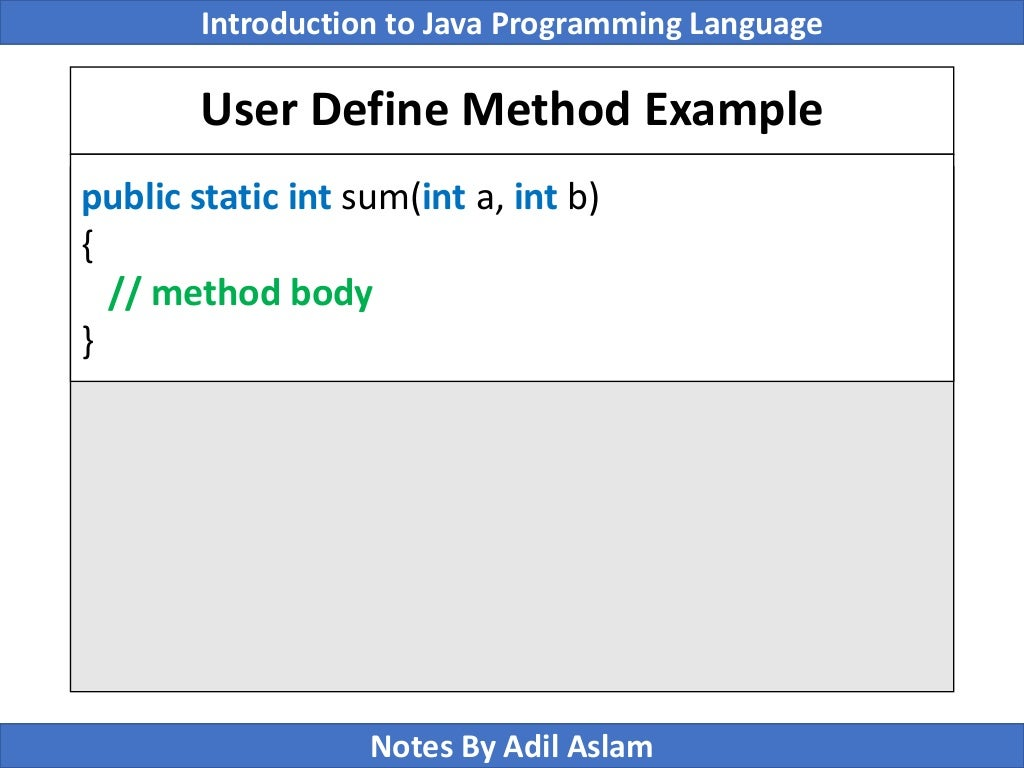 Introduction to Java Programming Language
User Define Method Example
public static int sum(int a, int b)
{
// method body
}
Notes By Adil Aslam